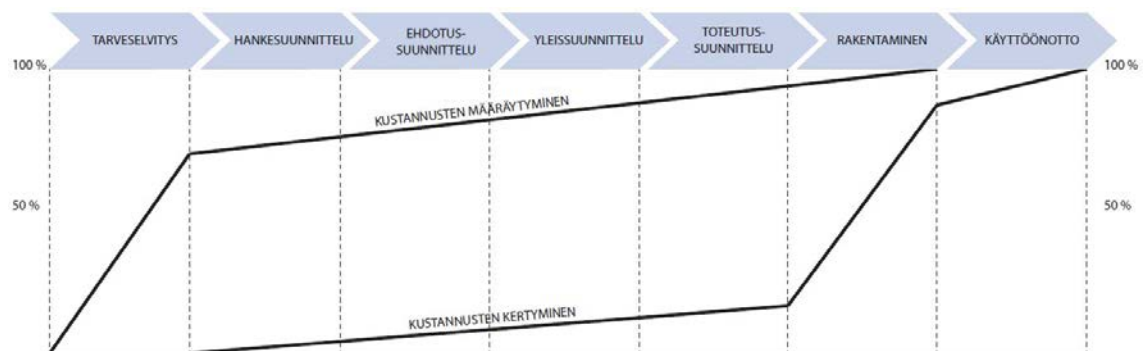 TARVESELVITYS
HANKESUUNNITTELU
EHDOTUS-
SUUNNITTELU
YLEISSUUNNITTELU
TOTEUTUS-
SUUNNITTELU
RAKENTAMINEN
KÄYTTÖÖNOTTO
100 %
100 %
KUSTANNUSTEN MÄÄRÄYTYMINEN
50 %
50 %
KUSTANNUSTEN KERTYMINEN